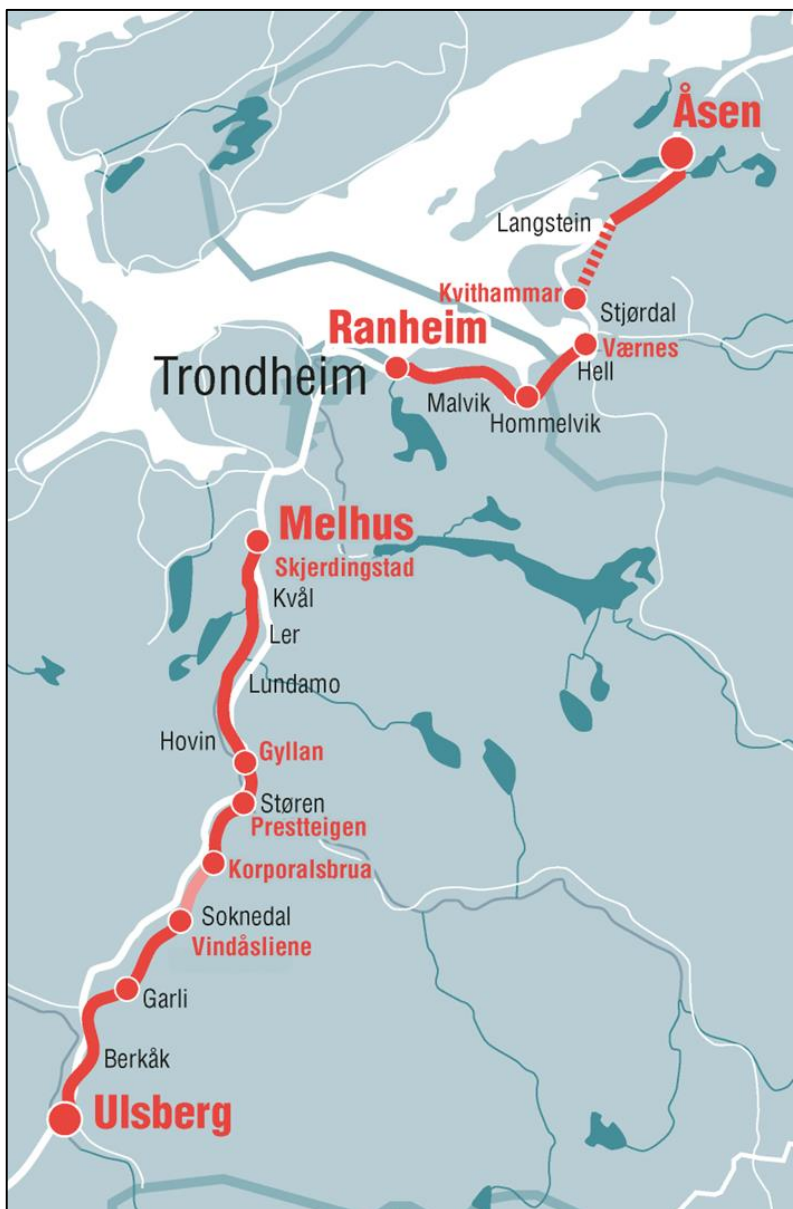 Åsen
Langstein
Kvithammar
Stjørdal
Ranheim
Værnes
Trondheim
Hell
Malvik
Hommelvik
Melhus
Skjerdingstad
Kvål
Ler
Lundamo
Hovin
Gyllan
Støren
Prestteigen
Korporalsbrua
Soknedal
Vindåsliene
Garli
Berkåk
Ulsberg